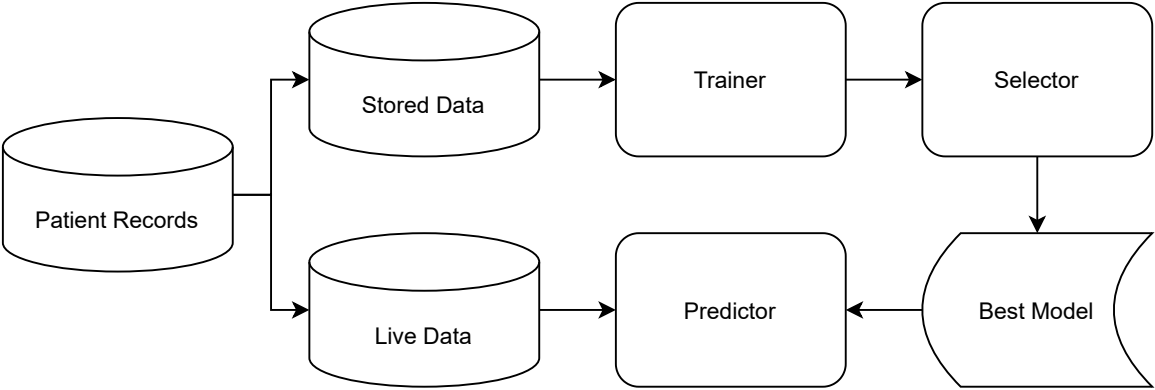 Stored Data
Trainer
Selector
Patient Records
Live Data
Predictor
Best Model